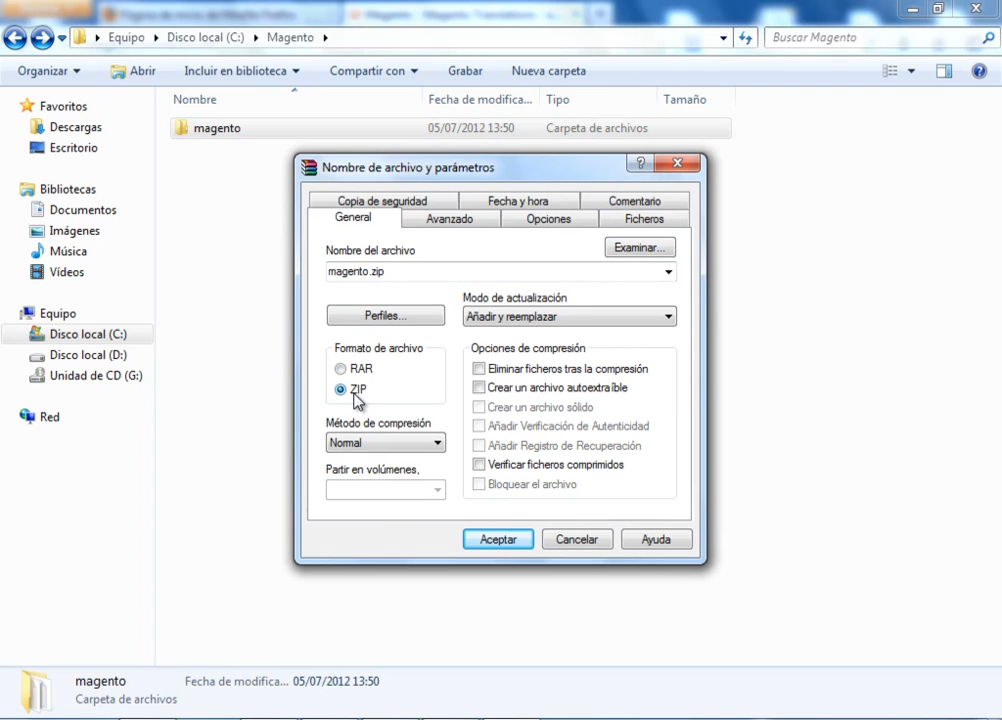 Equipo
Disco local (C:)
Magento
Buscar Magento
Organizar
Abrir
Incluir en biblioteca
Compartir con
Grabar
Nueva carpeta
Favoritos
Descargas
Escritorio
Bibliotecas
Documentos
Imágenes
Música
Vídeos
Equipo
Disco local (C:)
Disco local (D:)
Unidad de CD (G:)
Red
Nombre
Fecha de modifica...
Tipo
Tamaño
magento
05/07/2012 13:50
Carpeta de archivos
Nombre de archivo y parámetros
Copia de seguridad
Fecha y hora
Comentario
General
Avanzado
Opciones
Ficheros
Nombre del archivo
Examinar...
magento.zip
Perfiles...
Modo de actualización
Añadir y reemplazar
Formato de archivo
RAR
ZIP
Método de compresión
Normal
Partir en volúmenes,
Opciones de compresión
Eliminar ficheros tras la compresión
Crear un archivo autoextraíble
Crear un archivo sólido
Añadir Verificación de Autenticidad
Añadir Registro de Recuperación
Verificar ficheros comprimidos
Bloquear el archivo
Aceptar
Cancelar
Ayuda
magento
Fecha de modifica... 05/07/2012 13:50
Carpeta de archivos